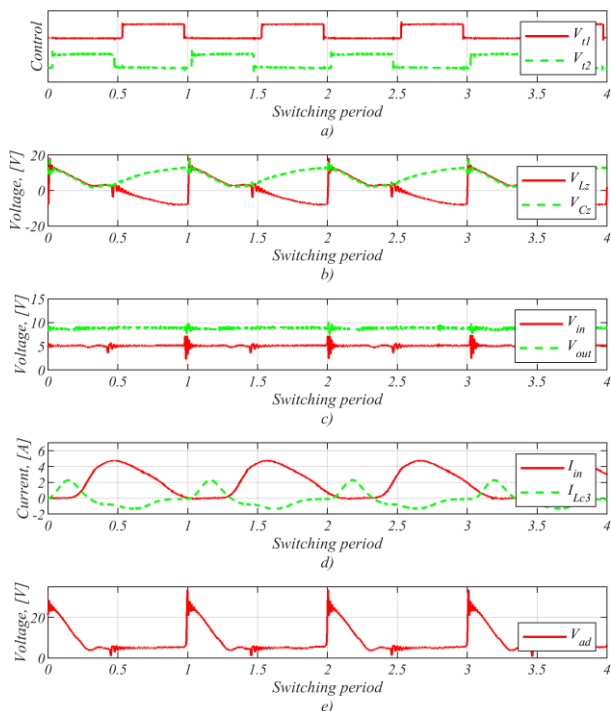 Control
V_t1
V_t2
0 0.5 1 1.5 2 2.5 3 3.5 4
Switching period
a)
Voltage, [V]
20
0
-20
V_Lz
V_Cz
0 0.5 1 1.5 2 2.5 3 3.5 4
Switching period
b)
Voltage, [V]
15
10
5
0
V_in
V_out
0 0.5 1 1.5 2 2.5 3 3.5 4
Switching period
c)
Current, [A]
6
4
2
0
-2
I_in
I_Lc3
0 0.5 1 1.5 2 2.5 3 3.5 4
Switching period
d)
Voltage, [V]
20
0
V_ad
0 0.5 1 1.5 2 2.5 3 3.5 4
Switching period
e)